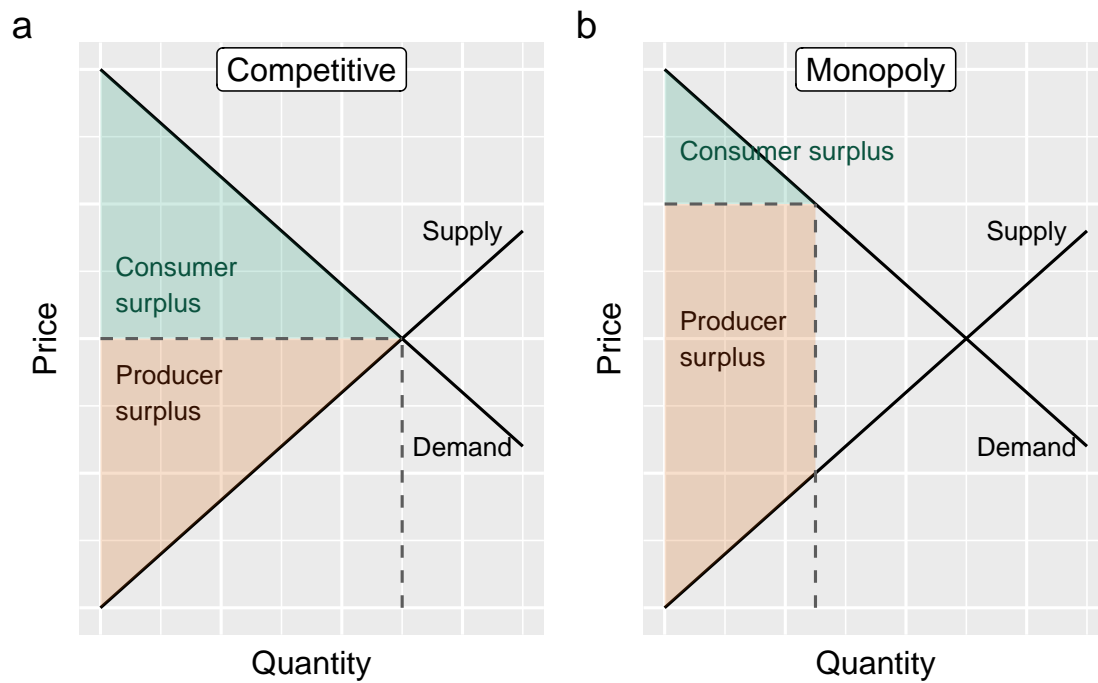 a
Competitive
Consumer
surplus
Producer
surplus
Supply
Demand
Price
Quantity
b
Monopoly
Consumer surplus
Producer
surplus
Supply
Demand
Price
Quantity